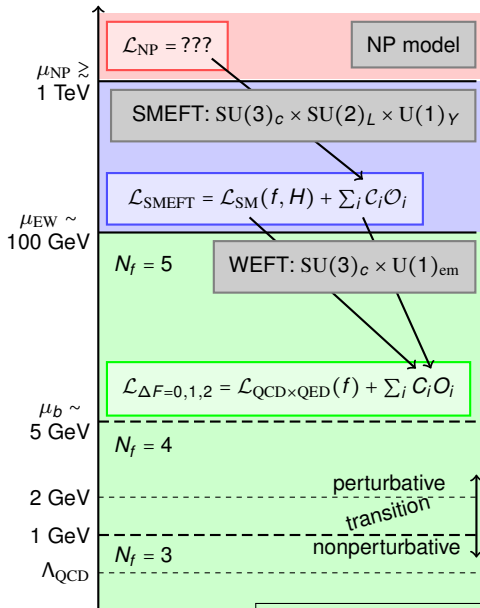 ℒ_NP = ???
NP model
μ_NP ≳
1 TeV
SMEFT: SU(3)_c × SU(2)_L × U(1)_Y
ℒ_SMEFT = ℒ_SM(f, H) + ∑_i 𝒞_i𝒪_i
μ_EW ~
100 GeV
N_f = 5
WEFT: SU(3)_c × U(1)_em
ℒ_ΔF=0,1,2 = ℒ_QCD×QED(f) + ∑_i C_iO_i
μ_b ~
5 GeV
N_f = 4
perturbative
2 GeV
transition
1 GeV
nonperturbative
N_f = 3
Λ_QCD